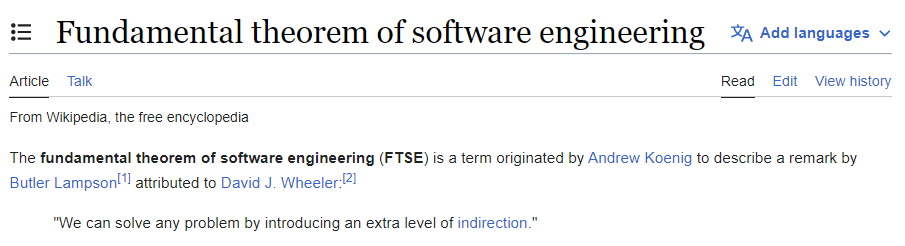 Fundamental theorem of software engineering
Add languages
Article Talk Read Edit View history
From Wikipedia, the free encyclopedia
The fundamental theorem of software engineering (FTSE) is a term originated by Andrew Koenig to describe a remark by
Butler Lampson[1] attributed to David J. Wheeler:[2]
"We can solve any problem by introducing an extra level of indirection."